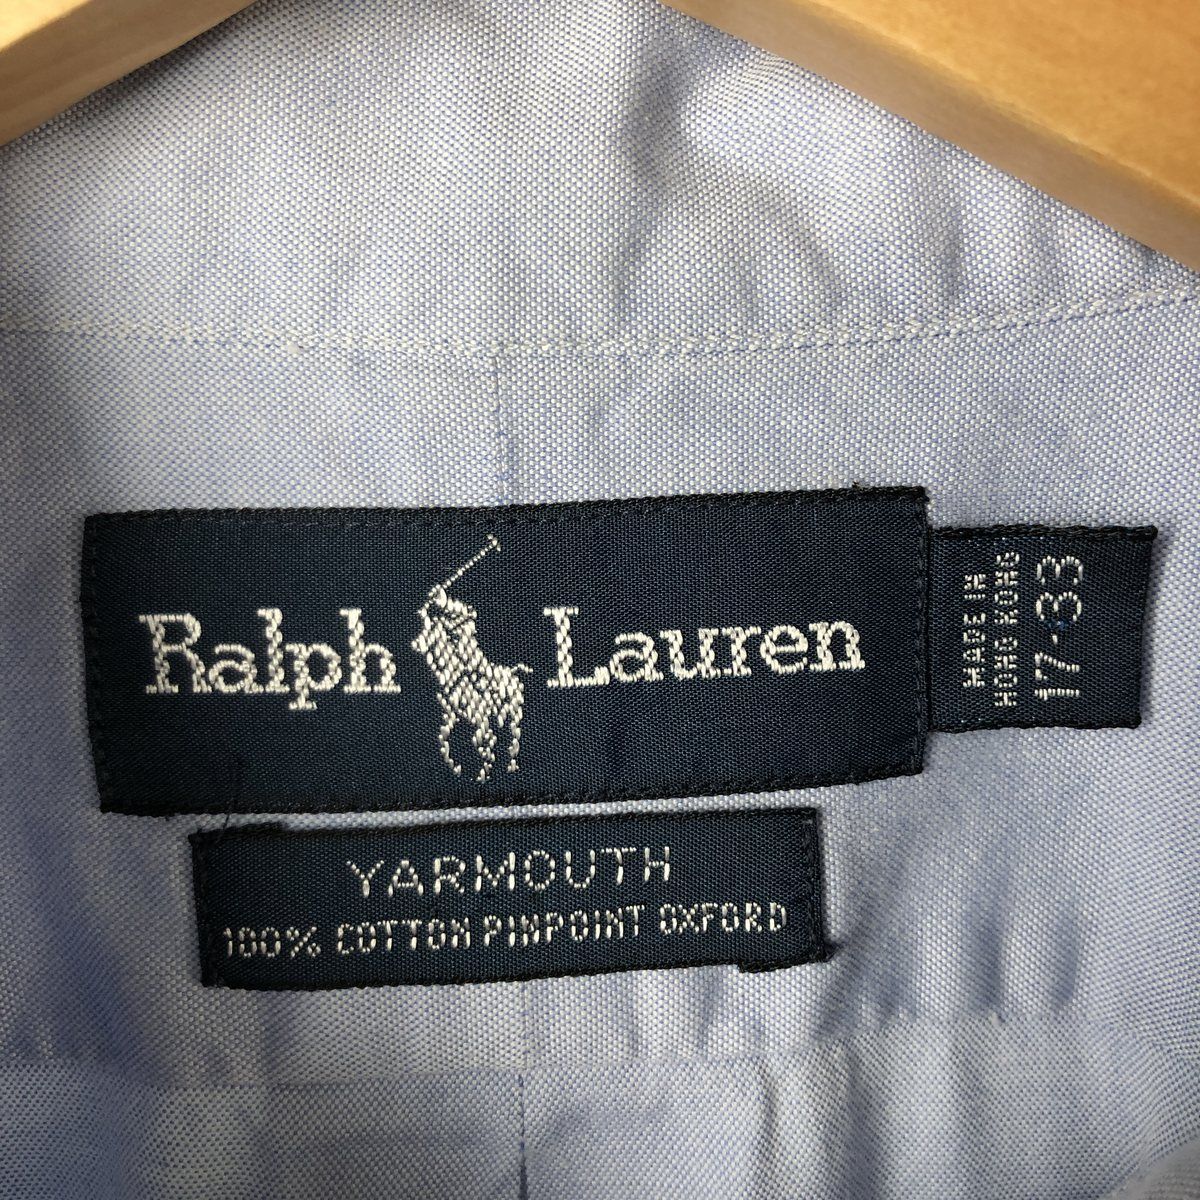 Ralph Lauren
MADE IN
HONG KONG
17-33
YARMOUTH
100% COTTON PINPOINT OXFORD